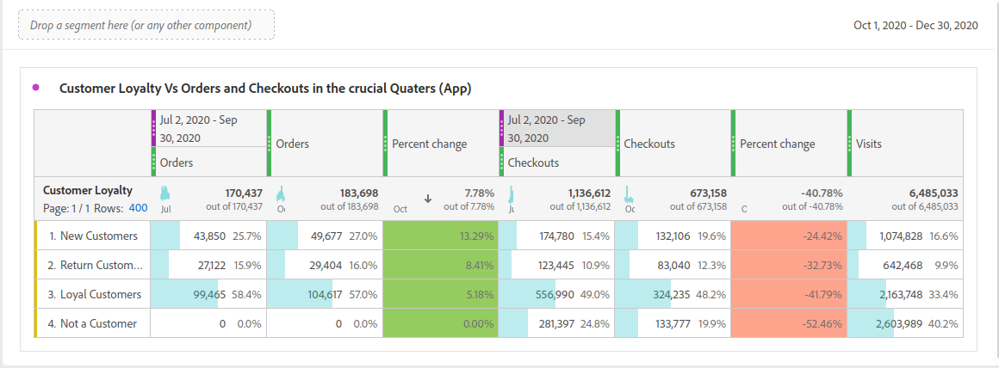 Drop a segment here (or any other component)
Oct 1, 2020 - Dec 30, 2020
Customer Loyalty Vs Orders and Checkouts in the crucial Quaters (App)
Jul 2, 2020 - Sep 30, 2020 Orders
Orders
Percent change
Jul 2, 2020 - Sep 30, 2020 Checkouts
Checkouts
Percent change
Visits
Customer Loyalty
Page: 1 / 1 Rows: 400
Jul 170,437 out of 170,437
183,698 out of 183,698
Oct 7.78% out of 7.78%
1,136,612 out of 1,136,612
Oc 673,158 out of 673,158
-40.78% out of -40.78%
6,485,033 out of 6,485,033
1. New Customers 43,850 25.7% 49,677 27.0% 13.29% 174,780 15.4% 132,106 19.6% -24.42% 1,074,828 16.6%
2. Return Custom... 27,122 15.9% 29,404 16.0% 8.41% 123,445 10.9% 83,040 12.3% -32.73% 642,468 9.9%
3. Loyal Customers 99,465 58.4% 104,617 57.0% 5.18% 556,990 49.0% 324,235 48.2% -41.79% 2,163,748 33.4%
4. Not a Customer 0 0.0% 0 0.0% 0.00% 281,397 24.8% 133,777 19.9% -52.46% 2,603,989 40.2%